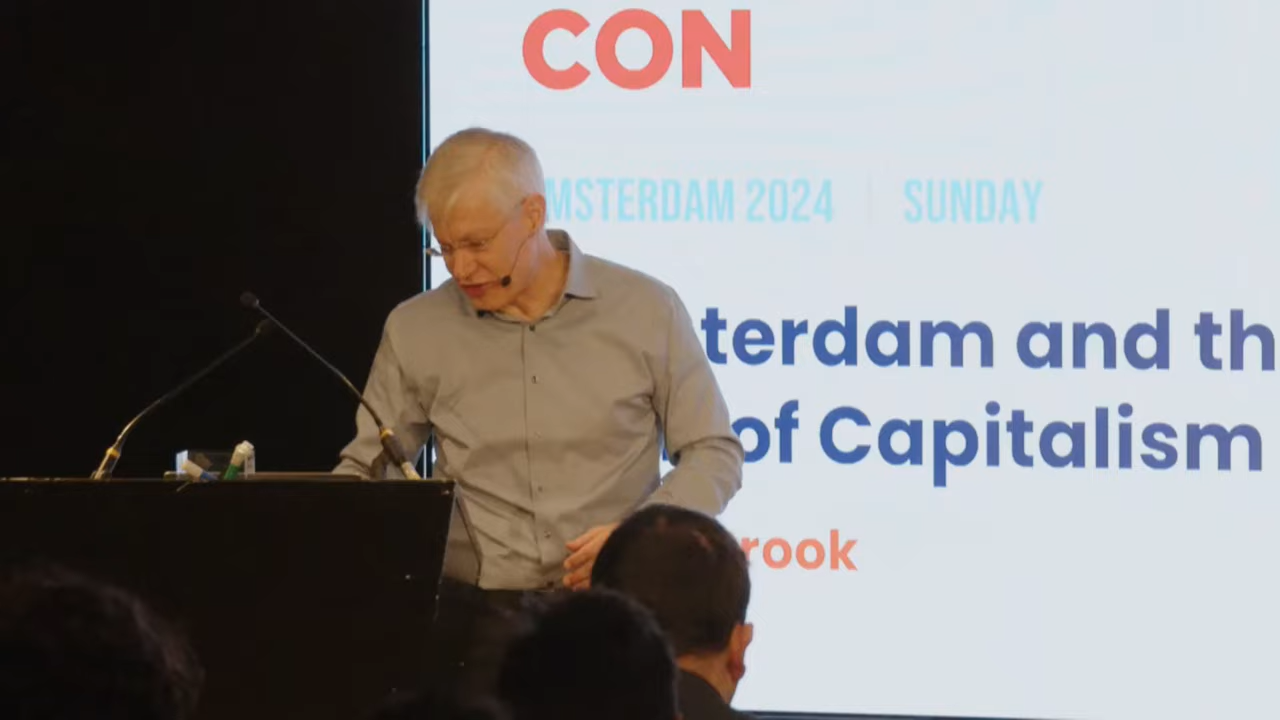 CON
MSTERDAM 2024 | SUNDAY
terdam and th
of Capitalism
rook